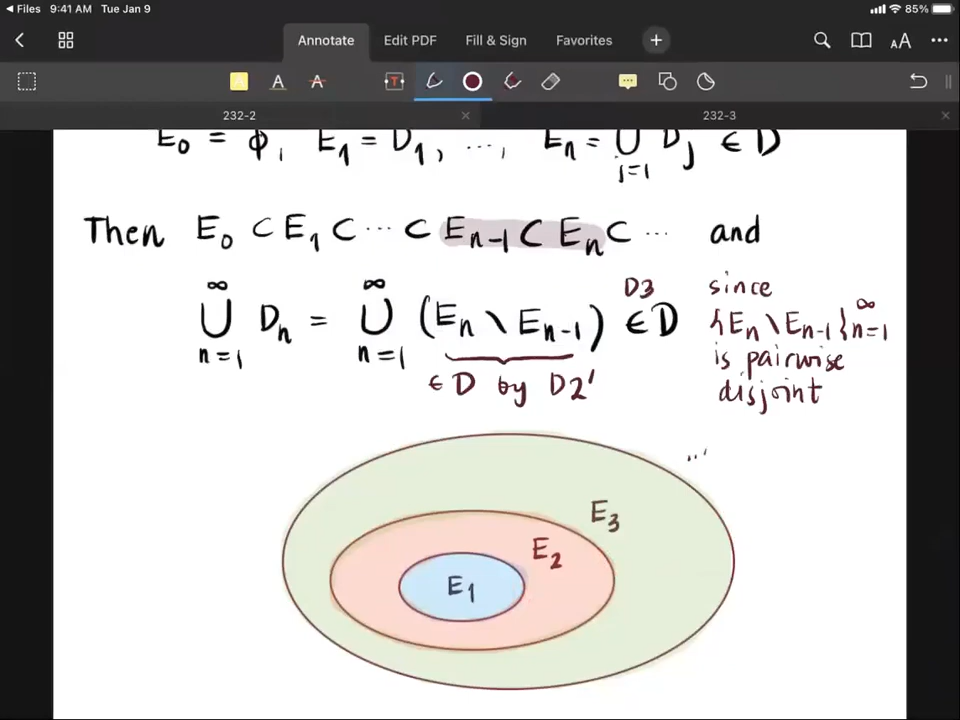 Files 9:41 AM Tue Jan 9 85%
Annotate Edit PDF Fill & Sign Favorites
232-2 232-3
E₀ = ϕ, E₁ = D₁, ..., Eₙ = ⋃ Dⱼ ∈ D
j=1
Then E₀ ⊂ E₁ ⊂ ··· ⊂ Eₙ₋₁ ⊂ Eₙ ⊂ ··· and
⋃ₙ₌₁^∞ Dₙ = ⋃ₙ₌₁^∞ (Eₙ \ Eₙ₋₁) ∈ D
D3
∈ D by D2'
since
{Eₙ \ Eₙ₋₁}ₙ₌₁^∞
is pairwise
disjoint
...
E₃
E₂
E₁